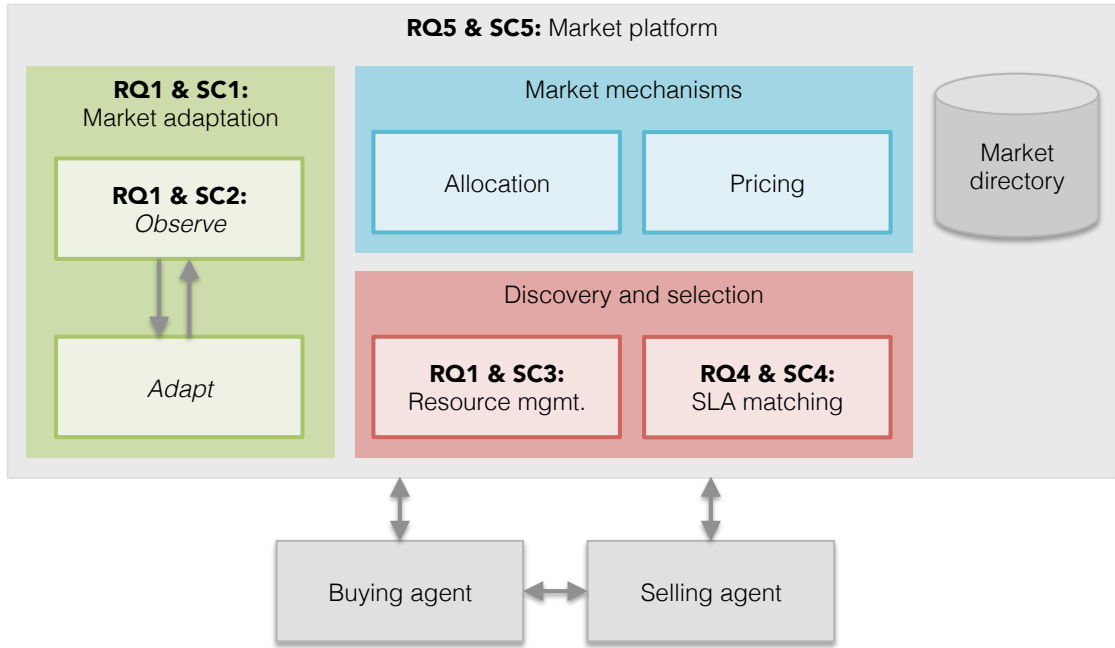 RQ5 & SC5: Market platform
RQ1 & SC1:
Market adaptation
RQ1 & SC2:
Observe
Adapt
Market mechanisms
Allocation
Pricing
Discovery and selection
RQ1 & SC3:
Resource mgmt.
RQ4 & SC4:
SLA matching
Market
directory
Buying agent
Selling agent